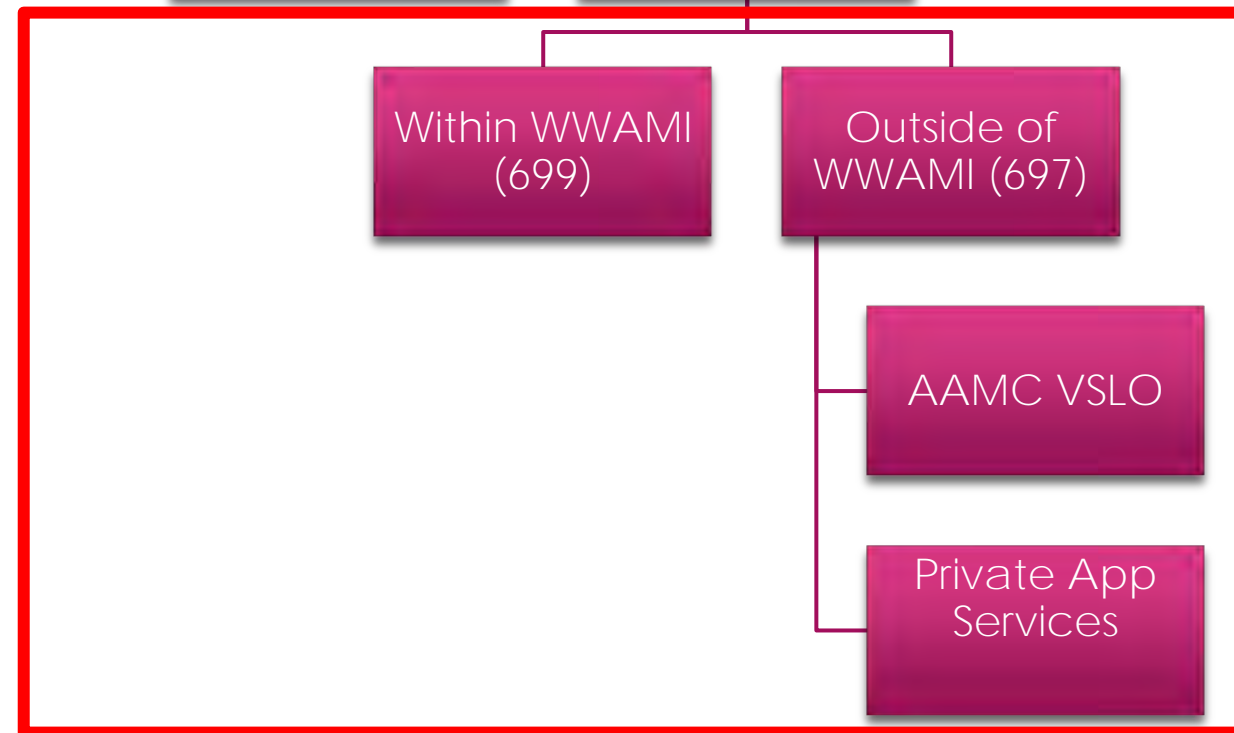 Within WWAMI
(699)
Outside of
WWAMI (697)
AAMC VSLO
Private App
Services